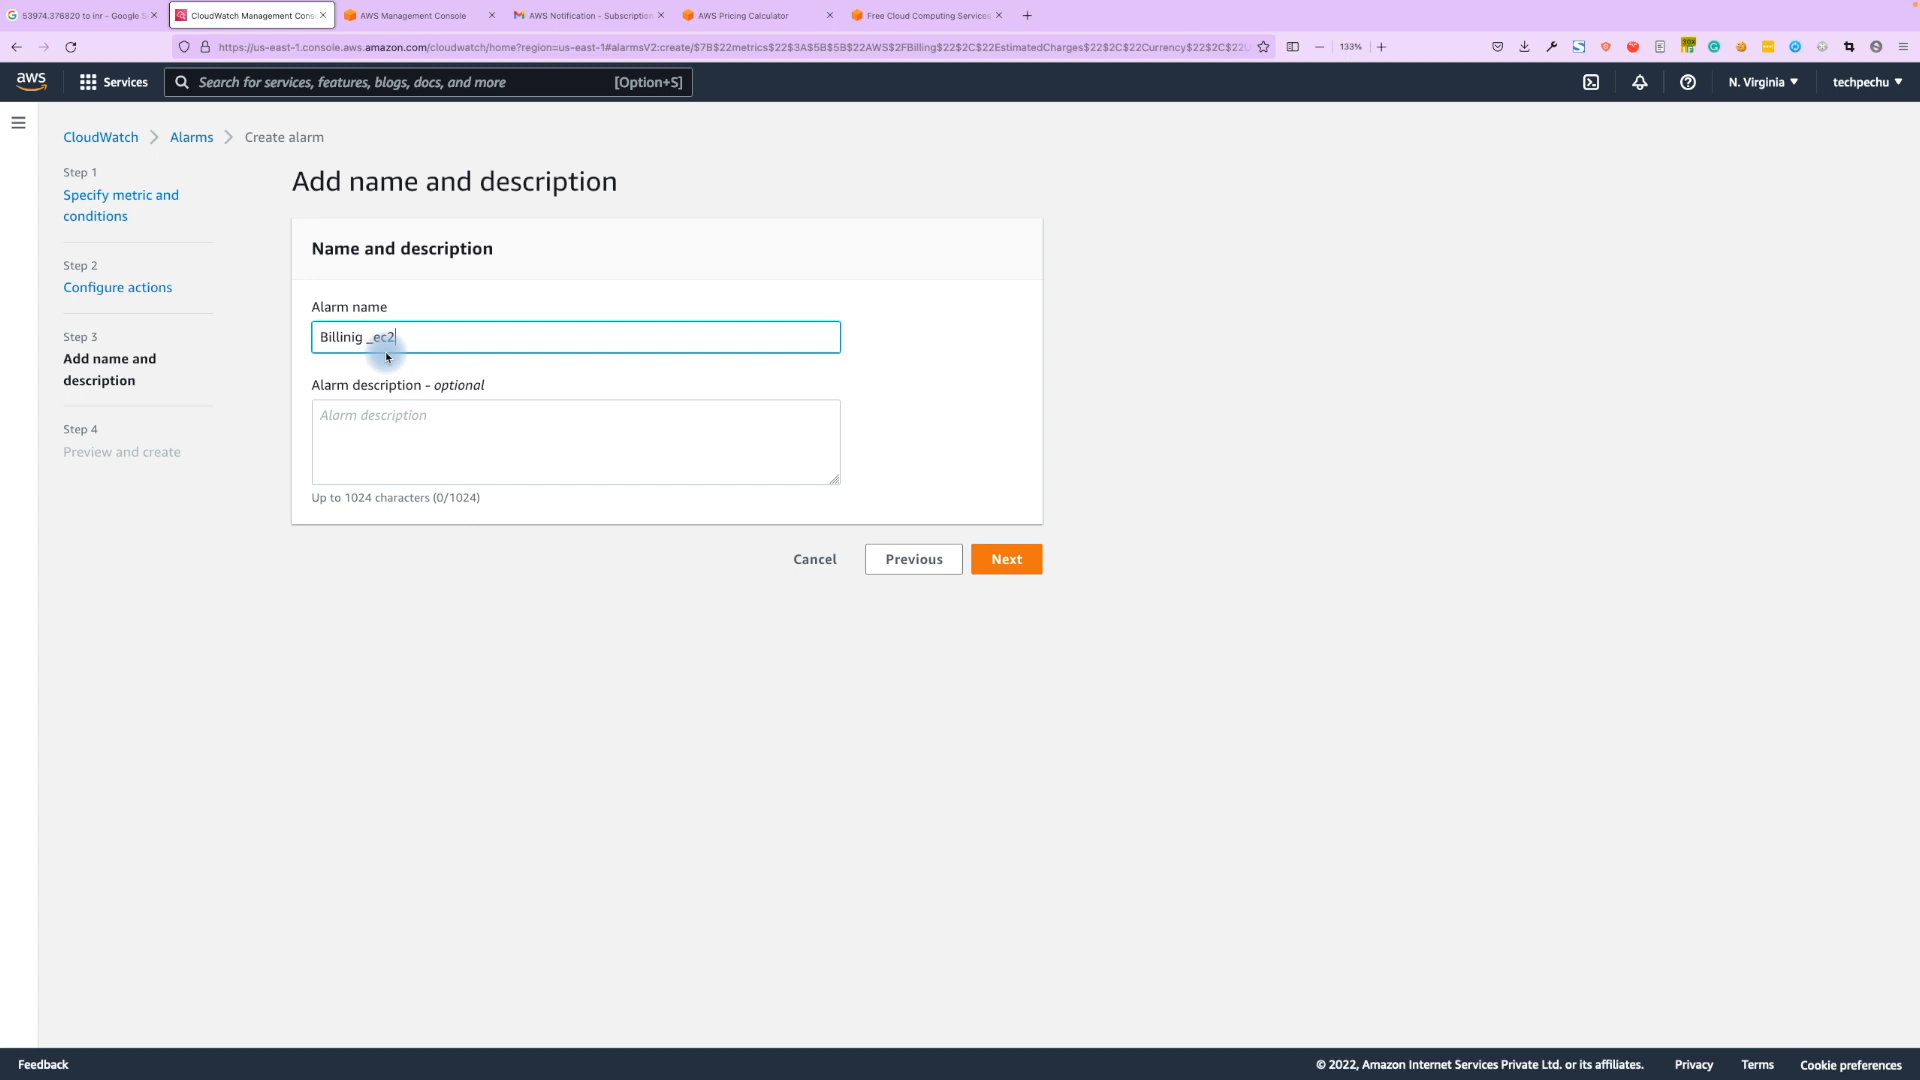 53974.376820 to inr - Google S
CloudWatch Management Cons
AWS Management Console
AWS Notification - Subscription
AWS Pricing Calculator
Free Cloud Computing Services
https://us-east-1.console.aws.amazon.com/cloudwatch/home?region=us-east-1#alarmsV2:create/$7B$22metrics$22$3A$5B$5B$22AWS$2FBilling$22$2C$22EstimatedCharges$22$2C$22Currency$22$2C$22U
133%
aws
Services
Search for services, features, blogs, docs, and more
[Option+S]
N. Virginia
techpechu
CloudWatch
Alarms
Create alarm
Step 1
Specify metric and
conditions
Step 2
Configure actions
Step 3
Add name and
description
Step 4
Preview and create
Add name and description
Name and description
Alarm name
Billinig _ec2
Alarm description - optional
Alarm description
Up to 1024 characters (0/1024)
Cancel
Previous
Next
Feedback
© 2022, Amazon Internet Services Private Ltd. or its affiliates.
Privacy
Terms
Cookie preferences